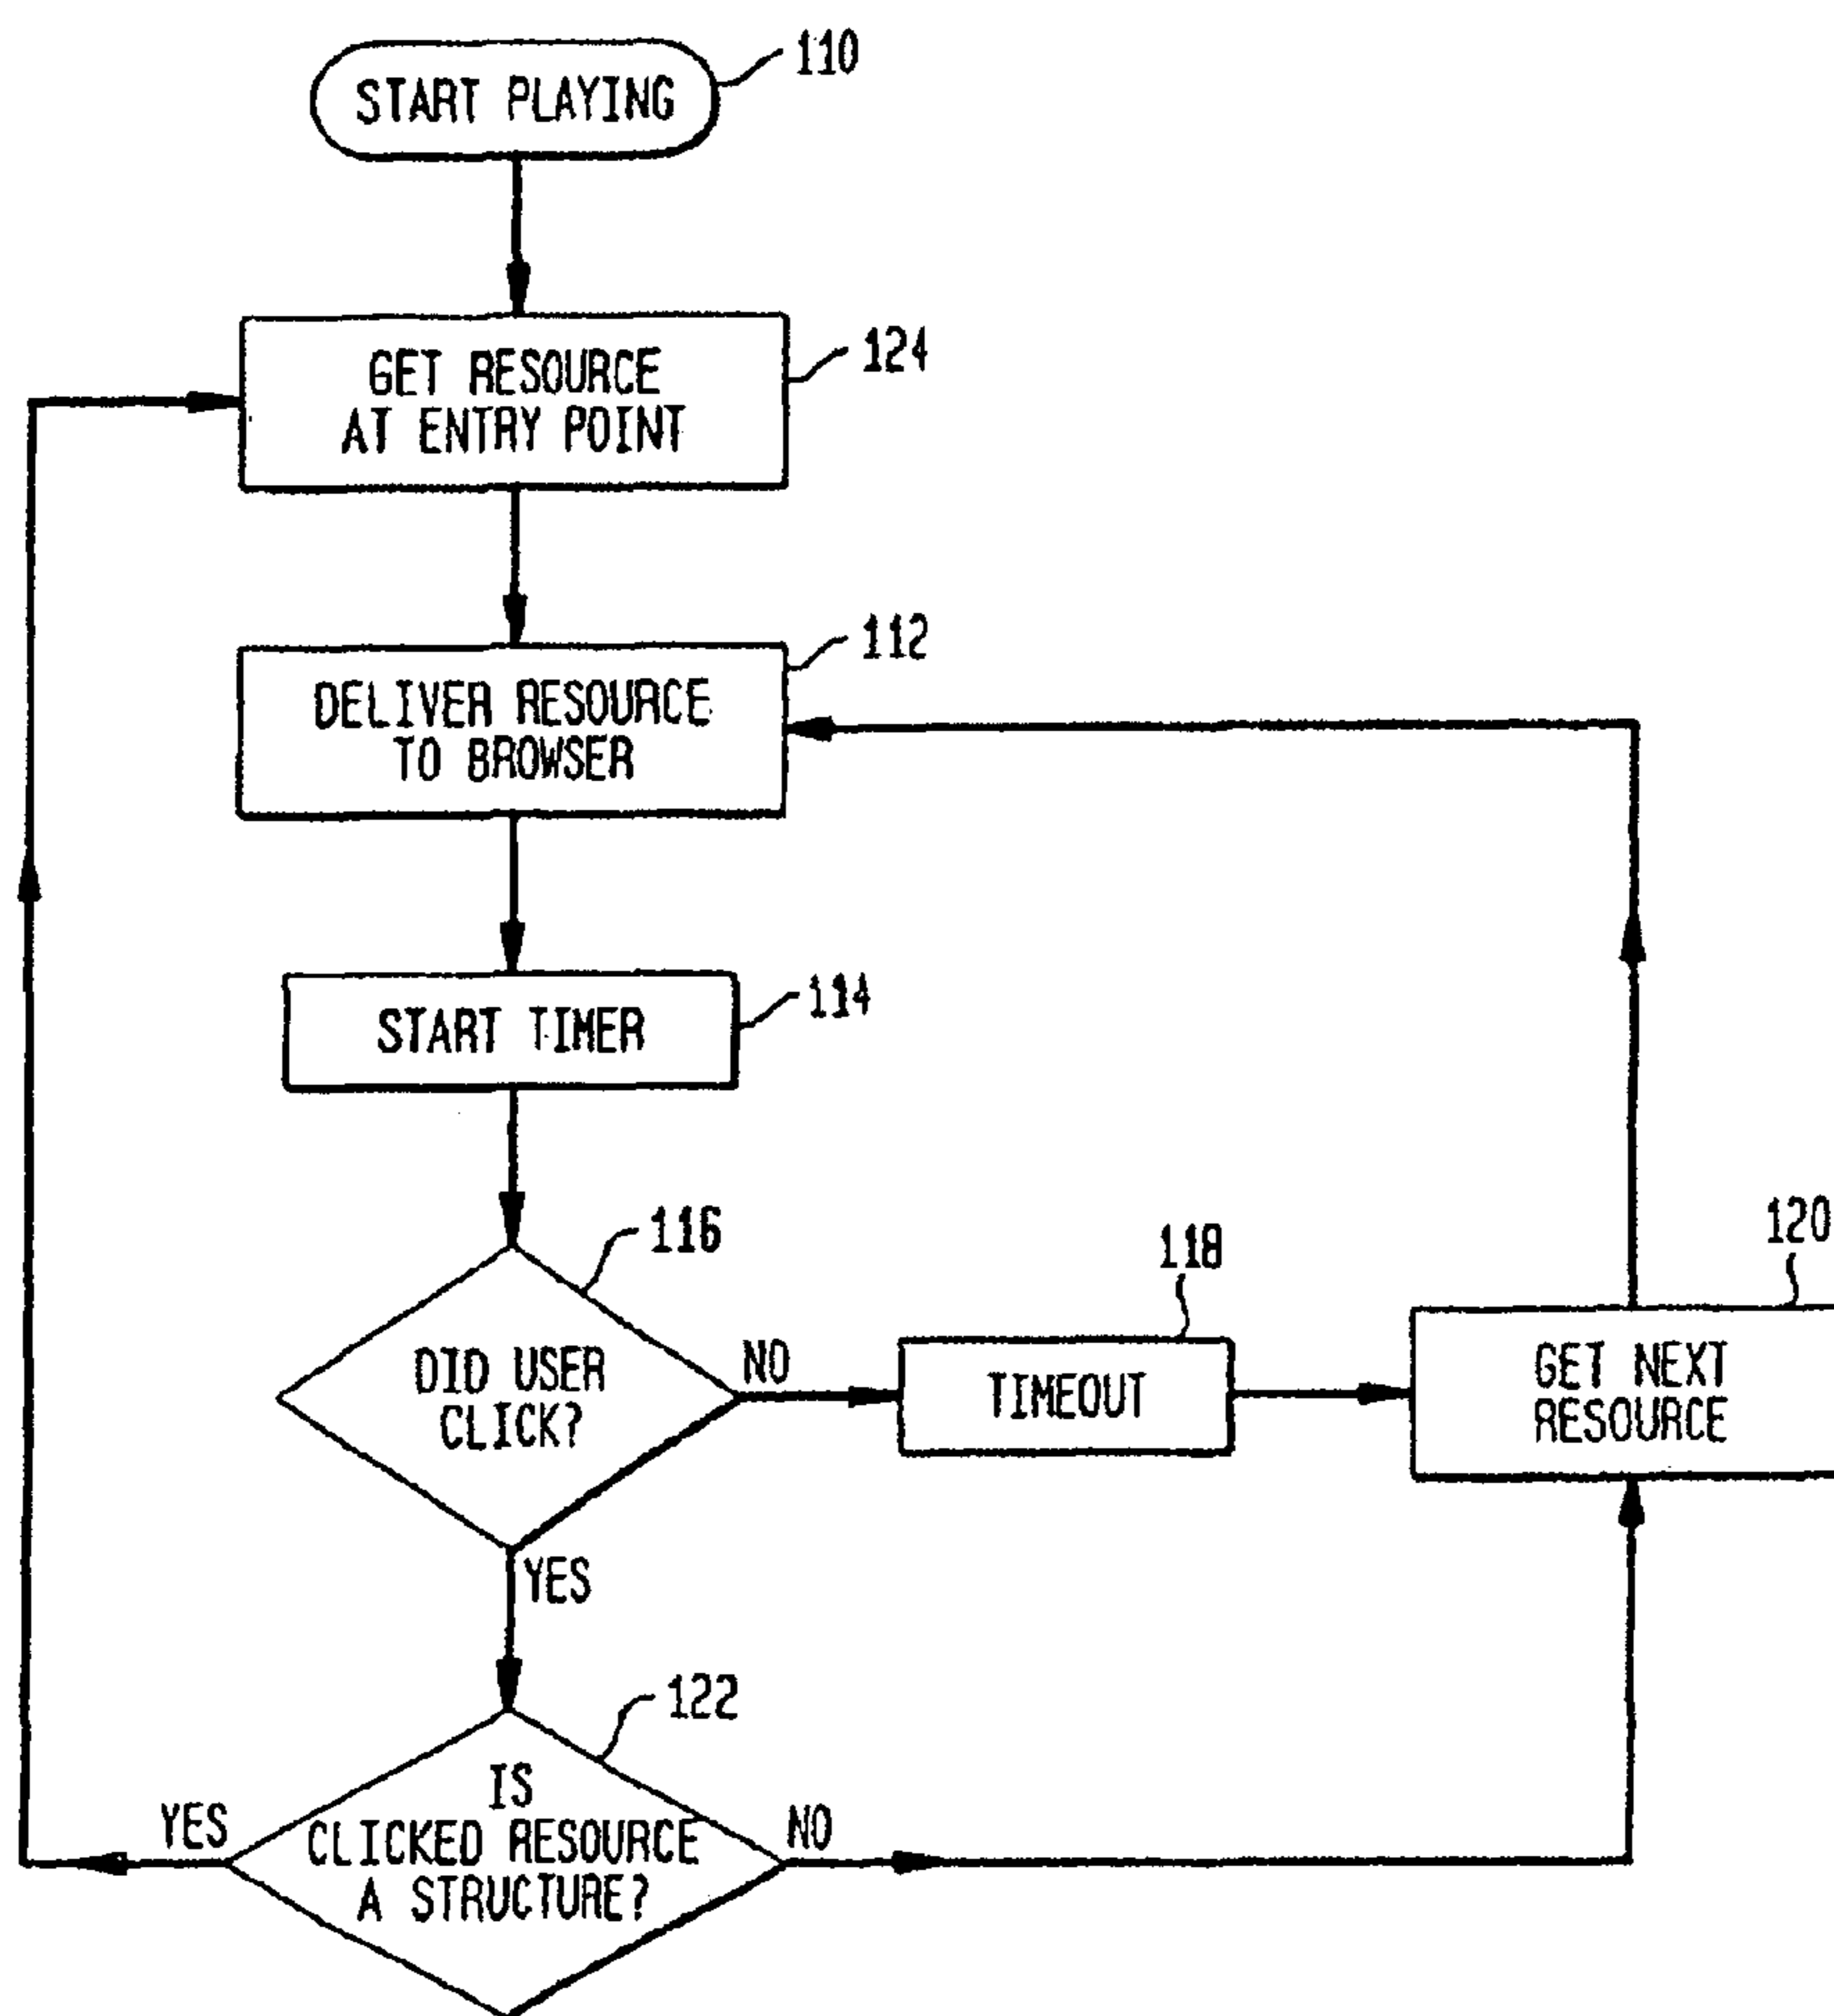 110
START PLAYING
124
GET RESOURCE
AT ENTRY POINT
112
DELIVER RESOURCE
TO BROWSER
114
START TIMER
116
DID USER
CLICK?
NO
118
TIMEOUT
120
GET NEXT
RESOURCE
YES
122
IS
CLICKED RESOURCE
A STRUCTURE?
YES
NO